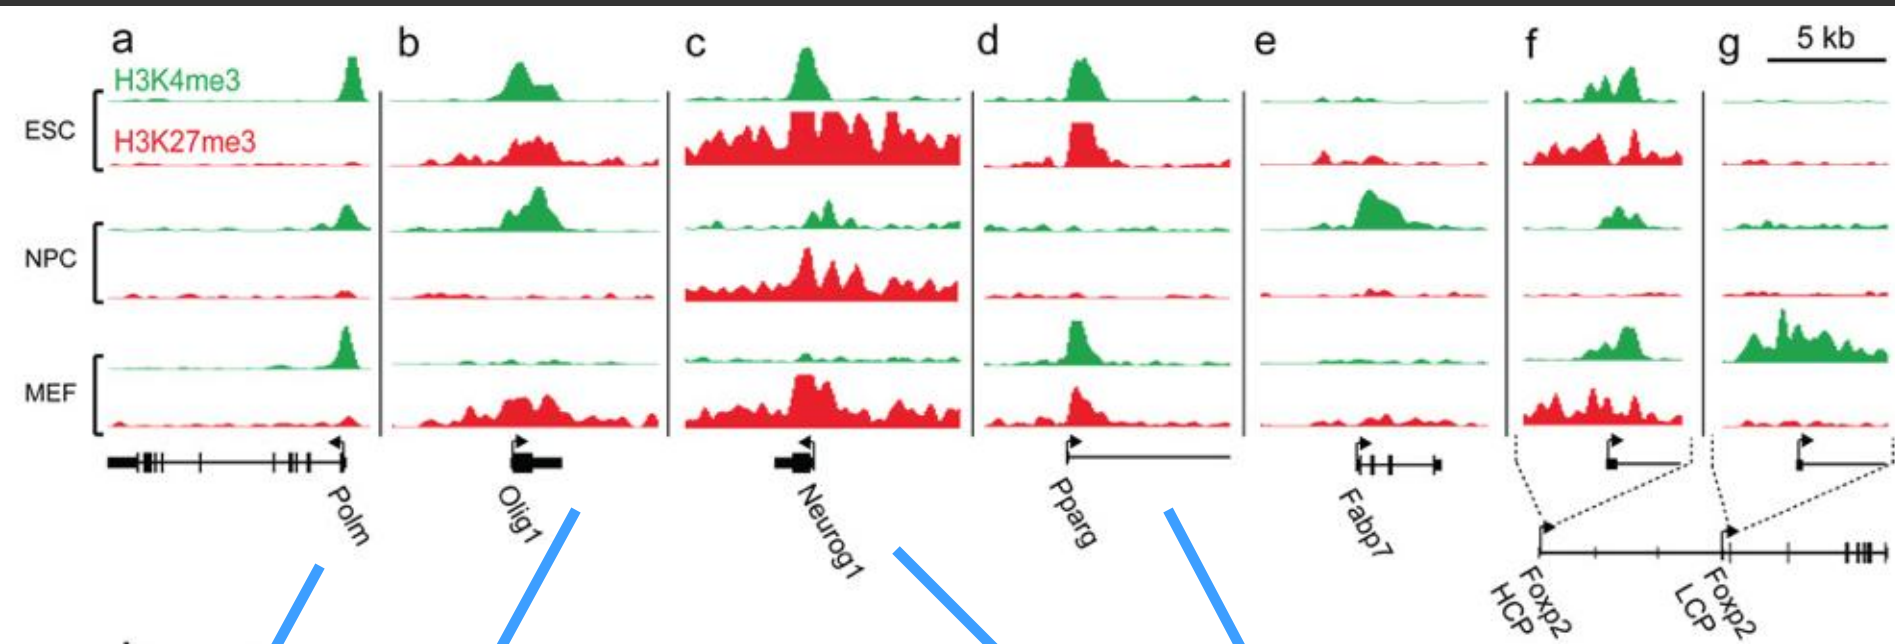 a
b
c
d
e
f
g
5 kb
H3K4me3
ESC
H3K27me3
NPC
MEF
Polm
Olig1
Neurog1
Pparg
Fabp7
Foxp2
HCP
Foxp2
LCP